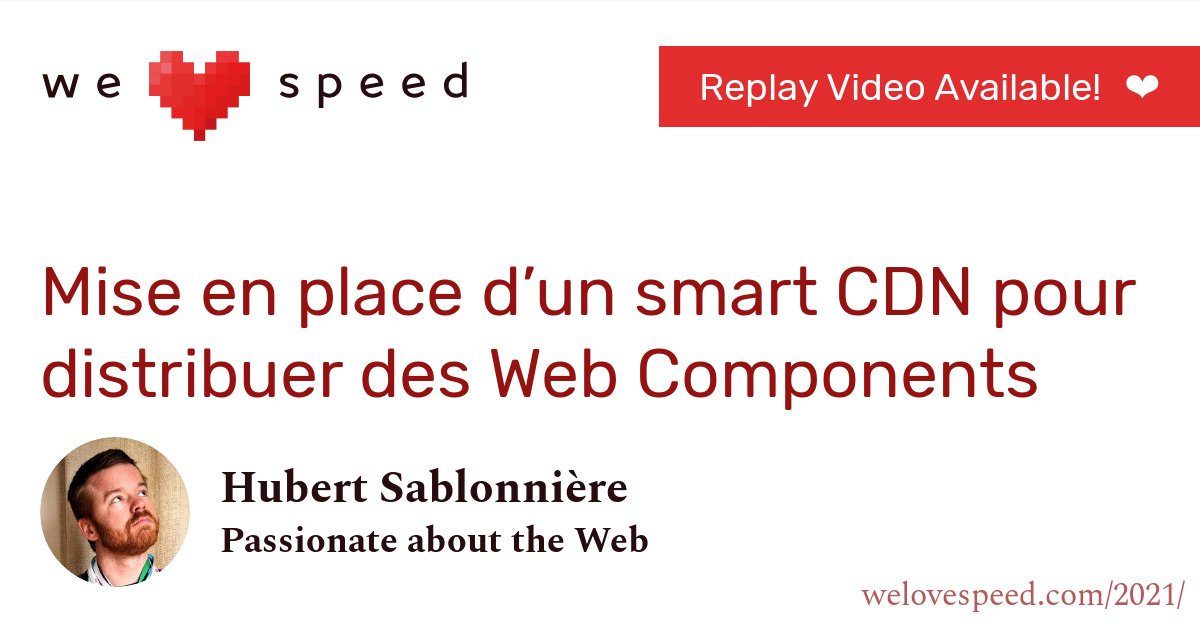 we speed
Replay Video Available! ❤
Mise en place d’un smart CDN pour
distribuer des Web Components
Hubert Sablonnière
Passionate about the Web
welovespeed.com/2021/